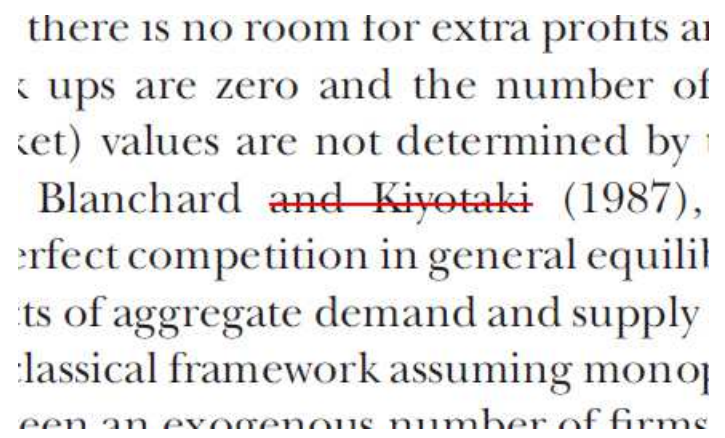 there is no room for extra profits
ups are zero and the number of
values are not determined by
Blanchard and Kiyotaki (1987),
competition in general
of aggregate demand and supply
framework assuming
an exogenous number of firms